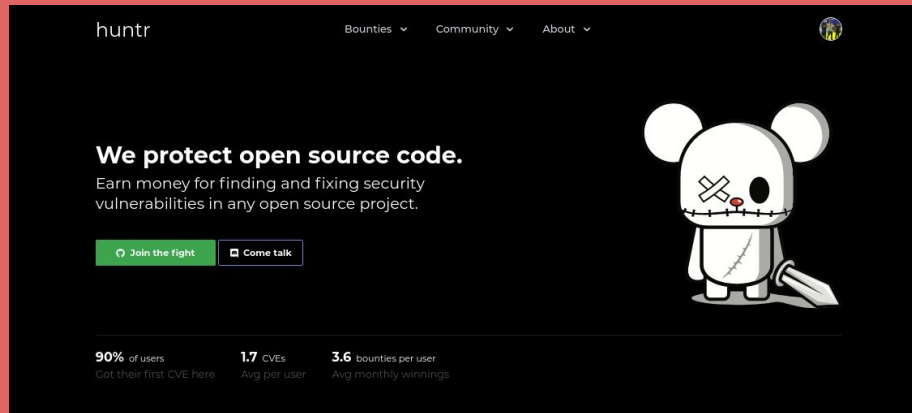 huntr
Bounties
Community
About
We protect open source code.
Earn money for finding and fixing security
vulnerabilities in any open source project.
Join the fight
Come talk
90% of users
Got their first CVE here
1.7 CVEs
Avg per user
3.6 bounties per user
Avg monthly winnings